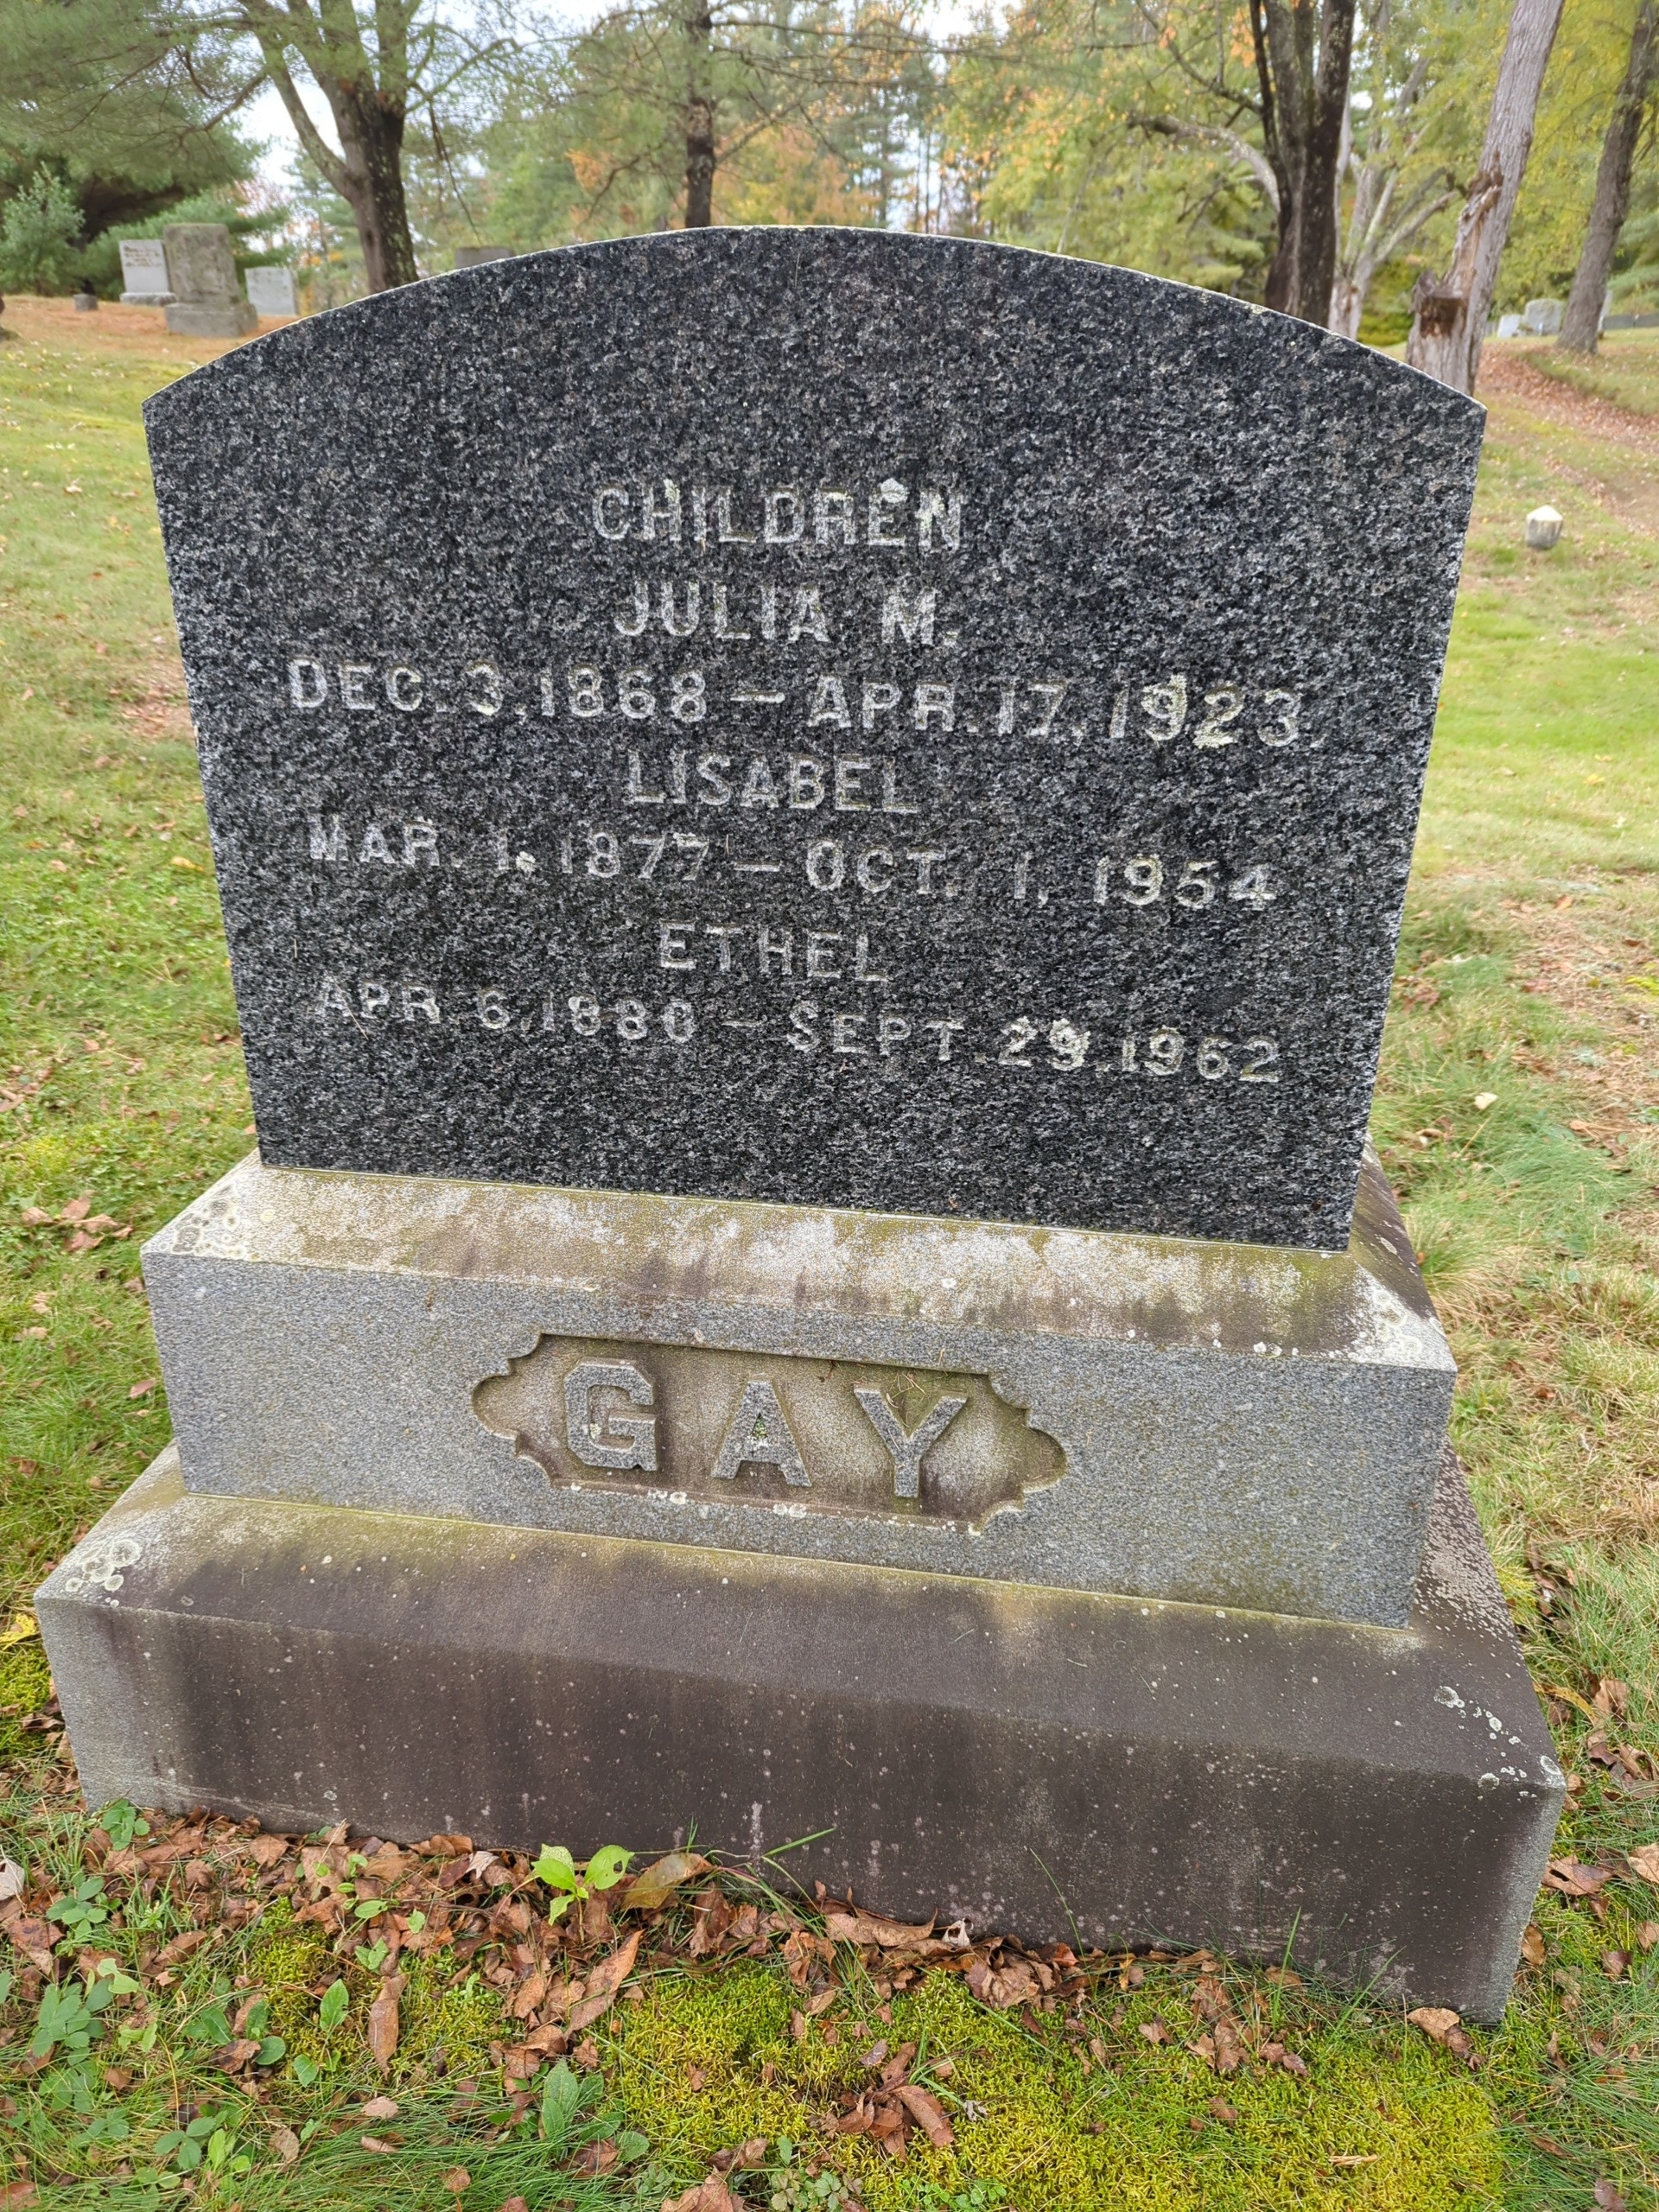 CHILDREN
JULIA M.
DEC. 3, 1868 — APR. 17, 1923
LISABEL
MAR. 1, 1877 — OCT. 1, 1954
ETHEL
APR. 6, 1880 — SEPT. 29, 1962
GAY